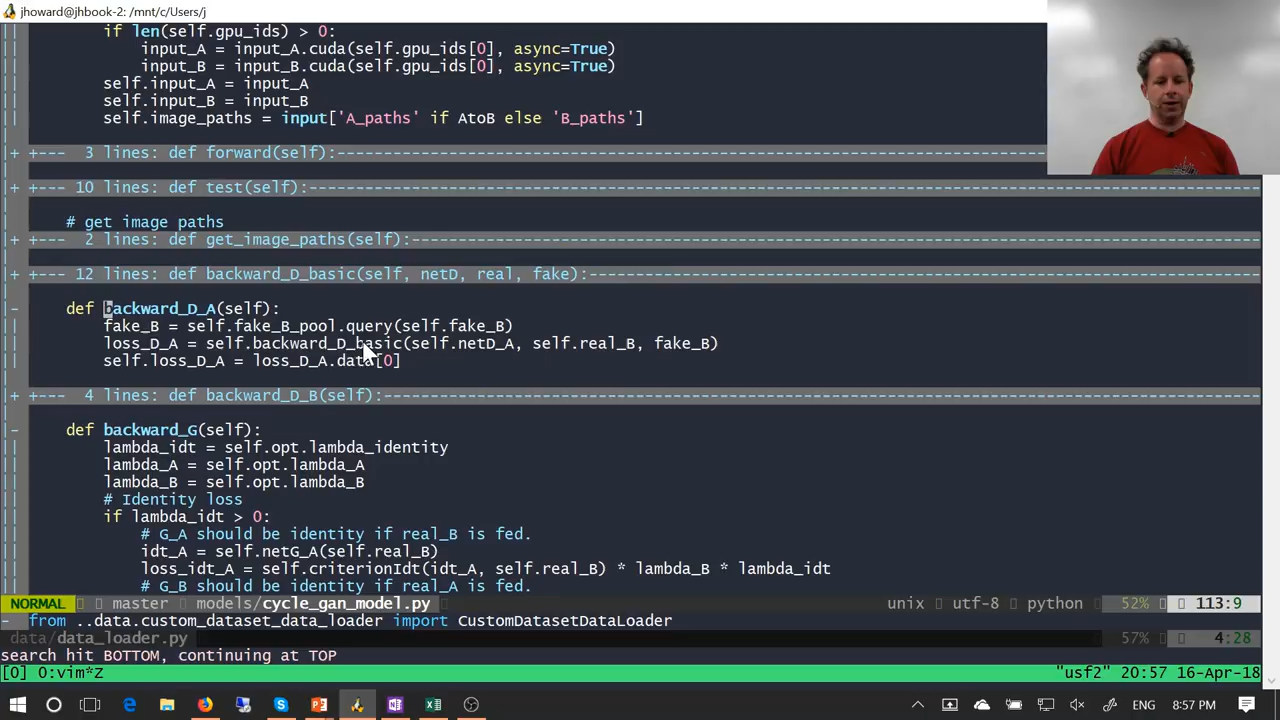 jhoward@jhbook-2: /mnt/c/Users/j
if len(self.gpu_ids) > 0:
input_A = input_A.cuda(self.gpu_ids[0], async=True)
input_B = input_B.cuda(self.gpu_ids[0], async=True)
self.input_A = input_A
self.input_B = input_B
self.image_paths = input['A_paths' if AtoB else 'B_paths']
+ +--- 3 lines: def forward(self):---
+ +--- 10 lines: def test(self):---
# get image paths
+ +--- 2 lines: def get_image_paths(self):---
+ +--- 12 lines: def backward_D_basic(self, netD, real, fake):---
- def backward_D_A(self):
fake_B = self.fake_B_pool.query(self.fake_B)
loss_D_A = self.backward_D_basic(self.netD_A, self.real_B, fake_B)
self.loss_D_A = loss_D_A.data[0]
+ +--- 4 lines: def backward_D_B(self):---
- def backward_G(self):
lambda_idt = self.opt.lambda_identity
lambda_A = self.opt.lambda_A
lambda_B = self.opt.lambda_B
# Identity loss
if lambda_idt > 0:
# G_A should be identity if real_B is fed.
idt_A = self.netG_A(self.real_B)
loss_idt_A = self.criterionIdt(idt_A, self.real_B) * lambda_B * lambda_idt
# G_B should be identity if real_A is fed.
NORMAL master models/cycle_gan_model.py unix utf-8 python 52% 113:9
- from ..data.custom_dataset_data_loader import CustomDatasetDataLoader
data/data_loader.py 57% 4:28
search hit BOTTOM, continuing at TOP
[0] 0:vim*Z "usf2" 20:57 16-Apr-18
ENG 8:57 PM